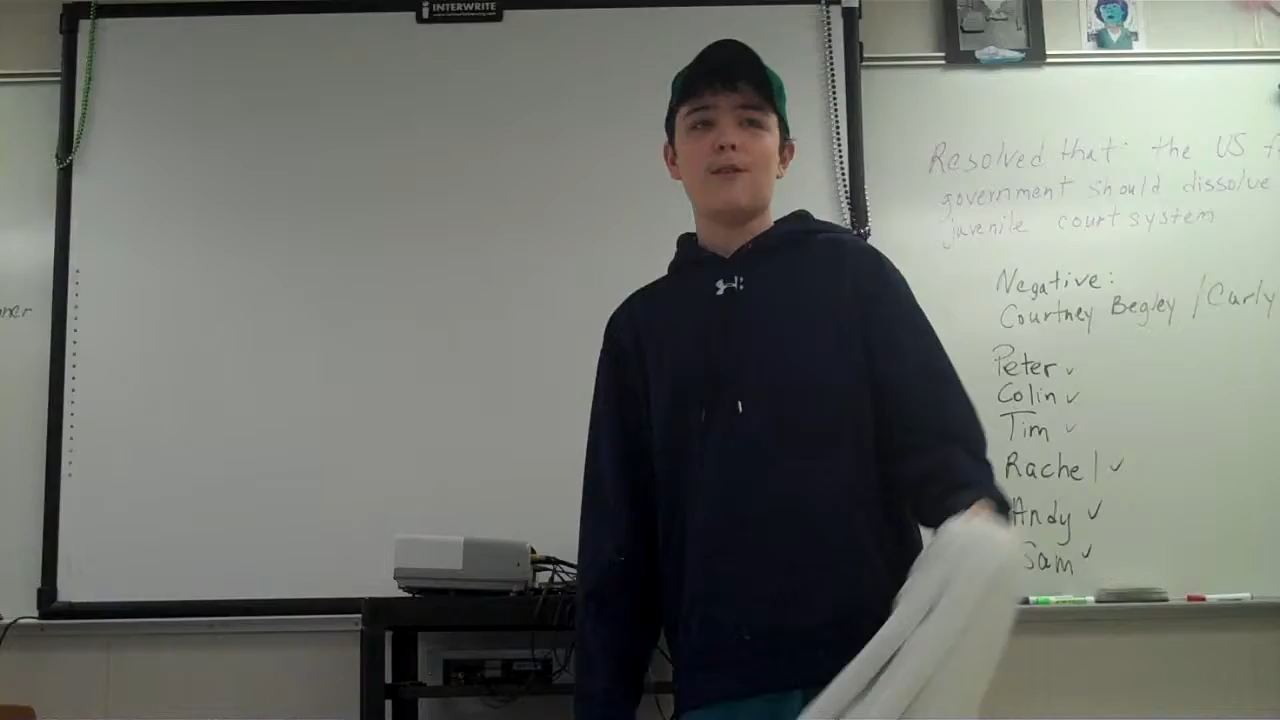 INTERWRITE
Resolved that the US f
government should dissolve
juvenile court system
Negative:
Courtney Begley / Carly
Peter ✓
Colin ✓
Tim ✓
Rachel ✓
Andy ✓
Sam ✓